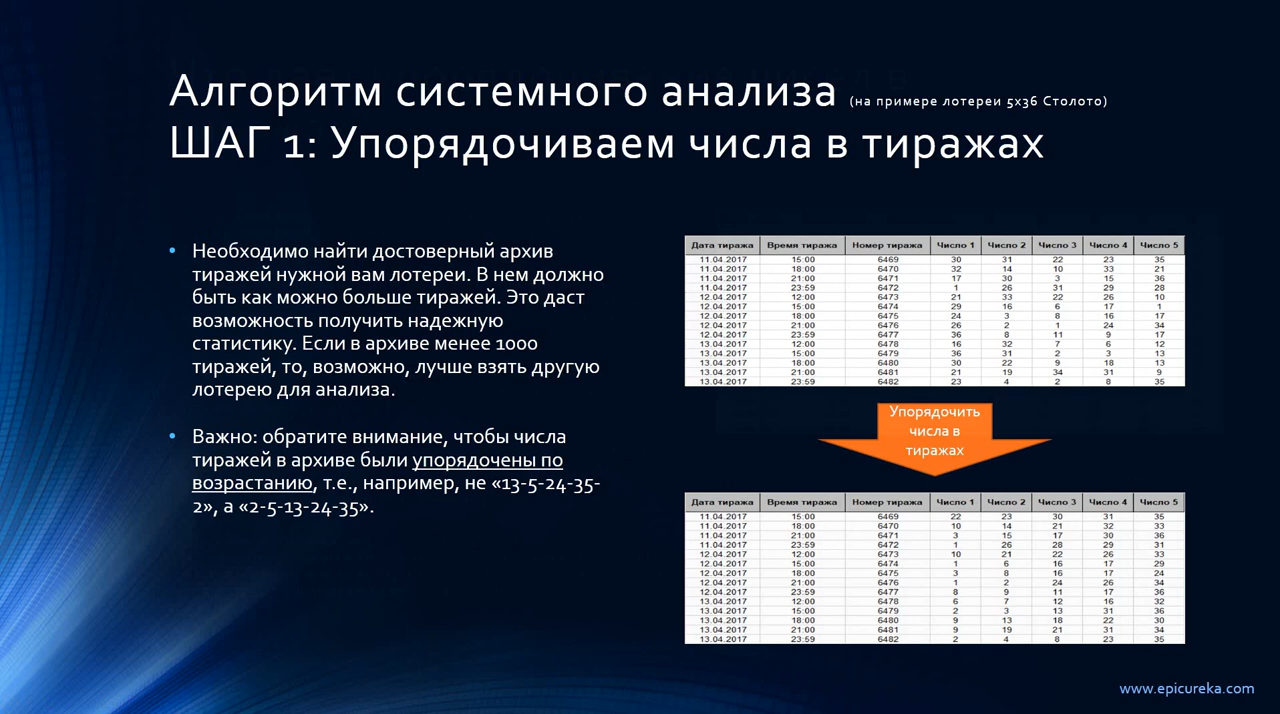 Алгоритм системного анализа (на примере лотереи 5х36 Столото)
ШАГ 1: Упорядочиваем числа в тиражах
• Необходимо найти достоверный архив
тиражей нужной вам лотереи. В нем должно
быть как можно больше тиражей. Это даст
возможность получить надежную
статистику. Если в архиве менее 1000
тиражей, то, возможно, лучше взять другую
лотерею для анализа.
• Важно: обратите внимание, чтобы числа
тиражей в архиве были упорядочены по
возрастанию, т.е., например, не «13-5-24-35-
2», а «2-5-13-24-35».
Дата тиража Время тиража Номер тиража Число 1 Число 2 Число 3 Число 4 Число 5
11.04.2017 15:00 6469 30 31 22 23 35
11.04.2017 18:00 6470 32 14 10 33 21
11.04.2017 21:00 6471 17 30 3 15 36
11.04.2017 23:59 6472 1 26 31 29 28
12.04.2017 12:00 6473 21 33 22 26 10
12.04.2017 15:00 6474 29 16 6 17 1
12.04.2017 18:00 6475 24 3 8 16 17
12.04.2017 21:00 6476 26 2 1 24 34
12.04.2017 23:59 6477 36 8 11 9 17
13.04.2017 12:00 6478 16 32 7 6 12
13.04.2017 15:00 6479 36 31 2 3 13
13.04.2017 18:00 6480 30 22 9 18 13
13.04.2017 21:00 6481 21 19 34 31 9
13.04.2017 23:59 6482 23 4 2 8 35
Упорядочить
числа в
тиражах
Дата тиража Время тиража Номер тиража Число 1 Число 2 Число 3 Число 4 Число 5
11.04.2017 15:00 6469 22 23 30 31 35
11.04.2017 18:00 6470 10 14 21 32 33
11.04.2017 21:00 6471 3 15 17 30 36
11.04.2017 23:59 6472 1 26 28 29 31
12.04.2017 12:00 6473 10 21 22 26 33
12.04.2017 15:00 6474 1 6 16 17 29
12.04.2017 18:00 6475 3 8 16 17 24
12.04.2017 21:00 6476 1 2 24 26 34
12.04.2017 23:59 6477 8 9 11 17 36
13.04.2017 12:00 6478 6 7 12 16 32
13.04.2017 15:00 6479 2 3 13 31 36
13.04.2017 18:00 6480 9 13 18 22 30
13.04.2017 21:00 6481 9 19 21 31 34
13.04.2017 23:59 6482 2 4 8 23 35
www.epicureka.com